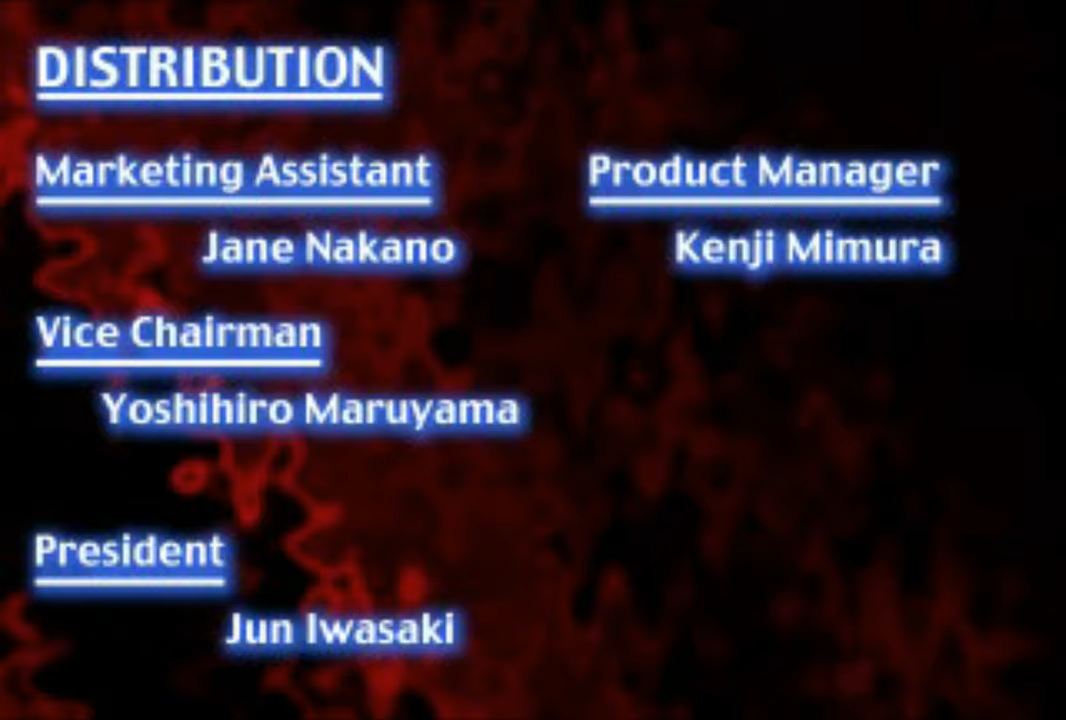 DISTRIBUTION
Marketing Assistant
Jane Nakano
Product Manager
Kenji Mimura
Vice Chairman
Yoshihiro Maruyama
President
Jun Iwasaki